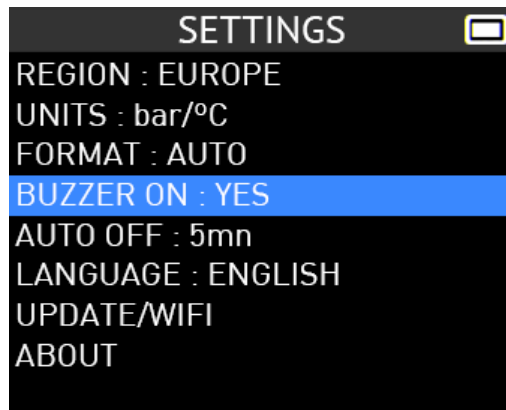 SETTINGS
REGION : EUROPE
UNITS : bar/ºC
FORMAT : AUTO
BUZZER ON : YES
AUTO OFF : 5mn
LANGUAGE : ENGLISH
UPDATE/WIFI
ABOUT